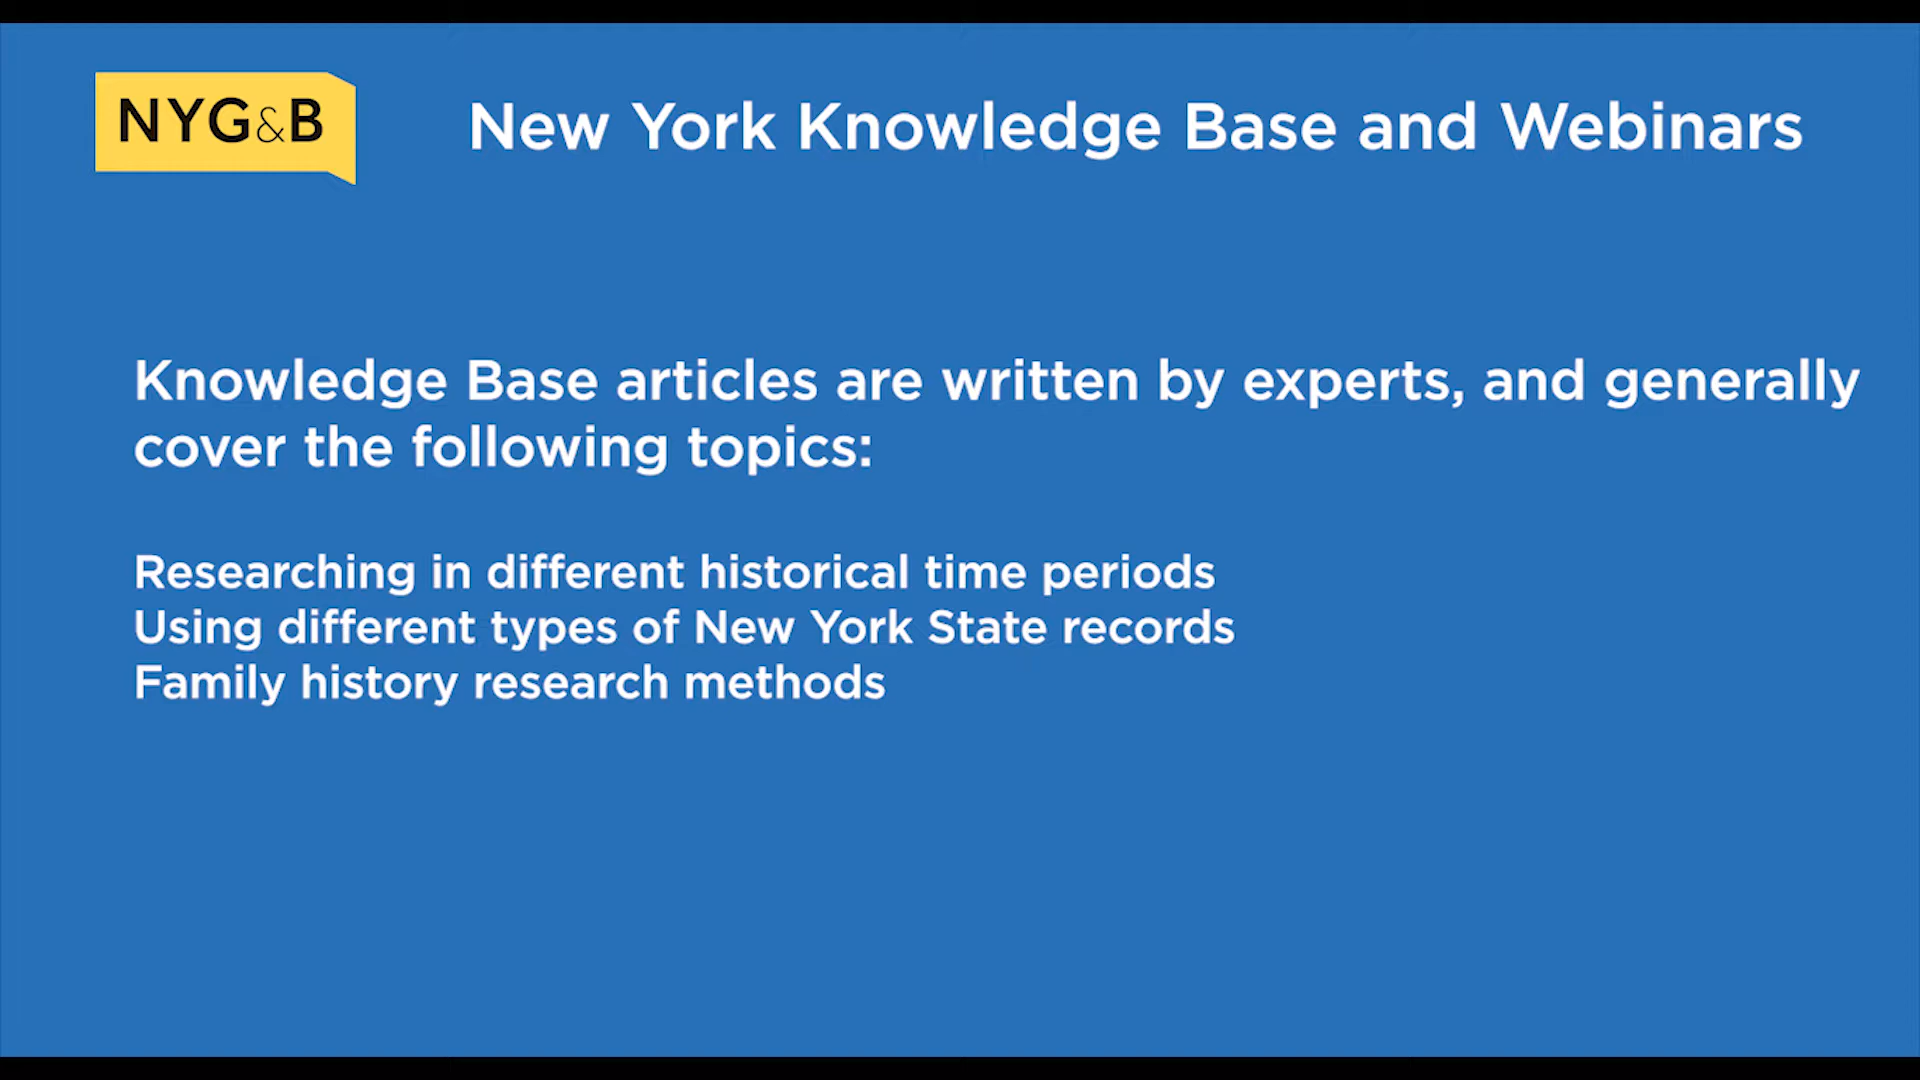 NYG&B
New York Knowledge Base and Webinars
Knowledge Base articles are written by experts, and generally
cover the following topics:
Researching in different historical time periods
Using different types of New York State records
Family history research methods